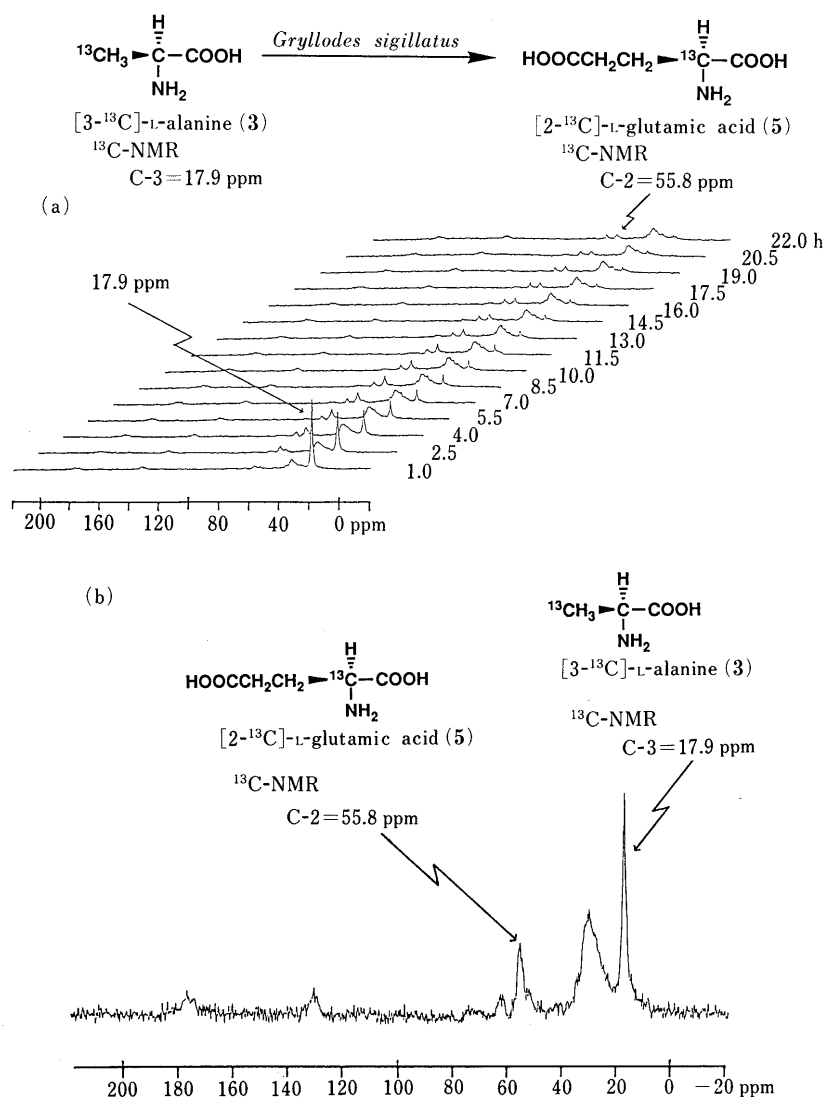 H
¹³CH₃ C—COOH
NH₂
Gryllodes sigillatus
H
HOOCCH₂CH₂ ¹³C—COOH
NH₂
[3-¹³C]-L-alanine (3)
¹³C-NMR
C-3=17.9 ppm
[2-¹³C]-L-glutamic acid (5)
¹³C-NMR
C-2=55.8 ppm
(a)
17.9 ppm
22.0 h
20.5
19.0
17.5
16.0
14.5
13.0
11.5
10.0
8.5
7.0
5.5
4.0
2.5
1.0
200 160 120 80 40 0 ppm
(b)
H
¹³CH₃ C—COOH
NH₂
[3-¹³C]-L-alanine (3)
¹³C-NMR
C-3=17.9 ppm
H
HOOCCH₂CH₂ ¹³C—COOH
NH₂
[2-¹³C]-L-glutamic acid (5)
¹³C-NMR
C-2=55.8 ppm
200 180 160 140 120 100 80 60 40 20 0 −20 ppm